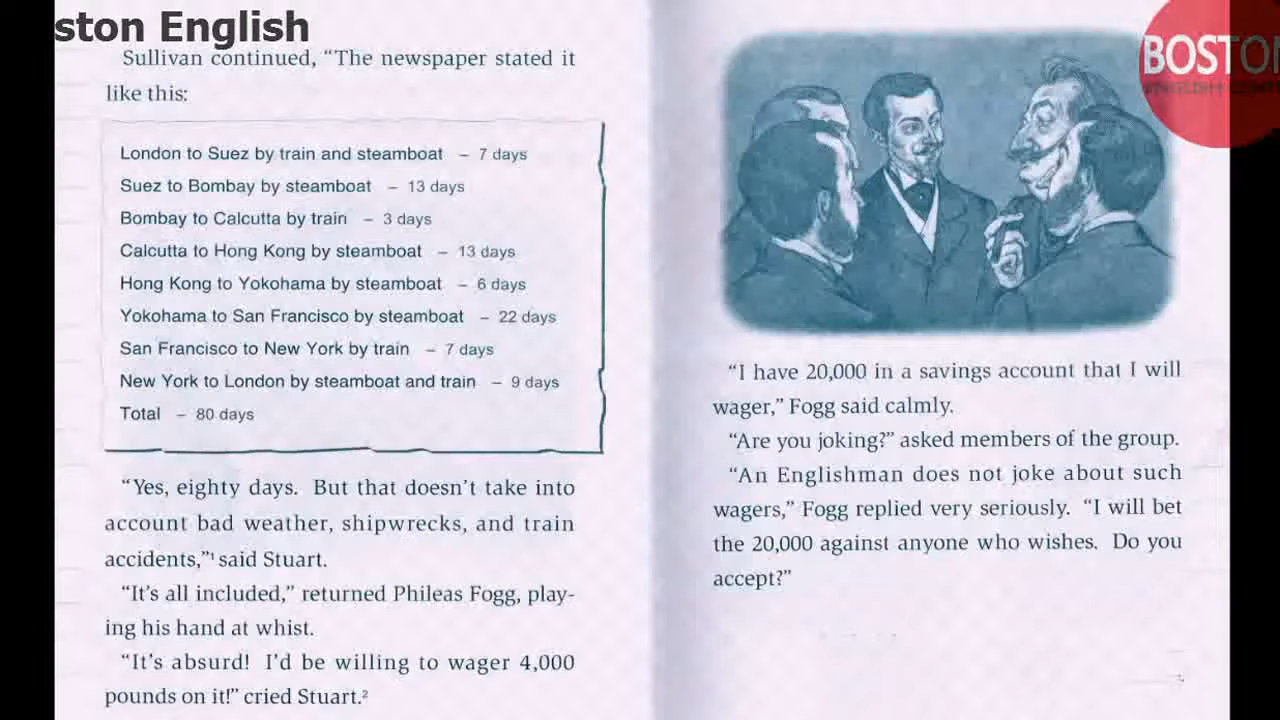 ston English
BOSTON
Sullivan continued, “The newspaper stated it
like this:
London to Suez by train and steamboat – 7 days
Suez to Bombay by steamboat – 13 days
Bombay to Calcutta by train – 3 days
Calcutta to Hong Kong by steamboat – 13 days
Hong Kong to Yokohama by steamboat – 6 days
Yokohama to San Francisco by steamboat – 22 days
San Francisco to New York by train – 7 days
New York to London by steamboat and train – 9 days
Total – 80 days
“Yes, eighty days. But that doesn't take into
account bad weather, shipwrecks, and train
accidents,”¹ said Stuart.
“It's all included,” returned Phileas Fogg, play-
ing his hand at whist.
“It's absurd! I'd be willing to wager 4,000
pounds on it!” cried Stuart.²
“I have 20,000 in a savings account that I will
wager,” Fogg said calmly.
“Are you joking?” asked members of the group.
“An Englishman does not joke about such
wagers,” Fogg replied very seriously. “I will bet
the 20,000 against anyone who wishes. Do you
accept?”